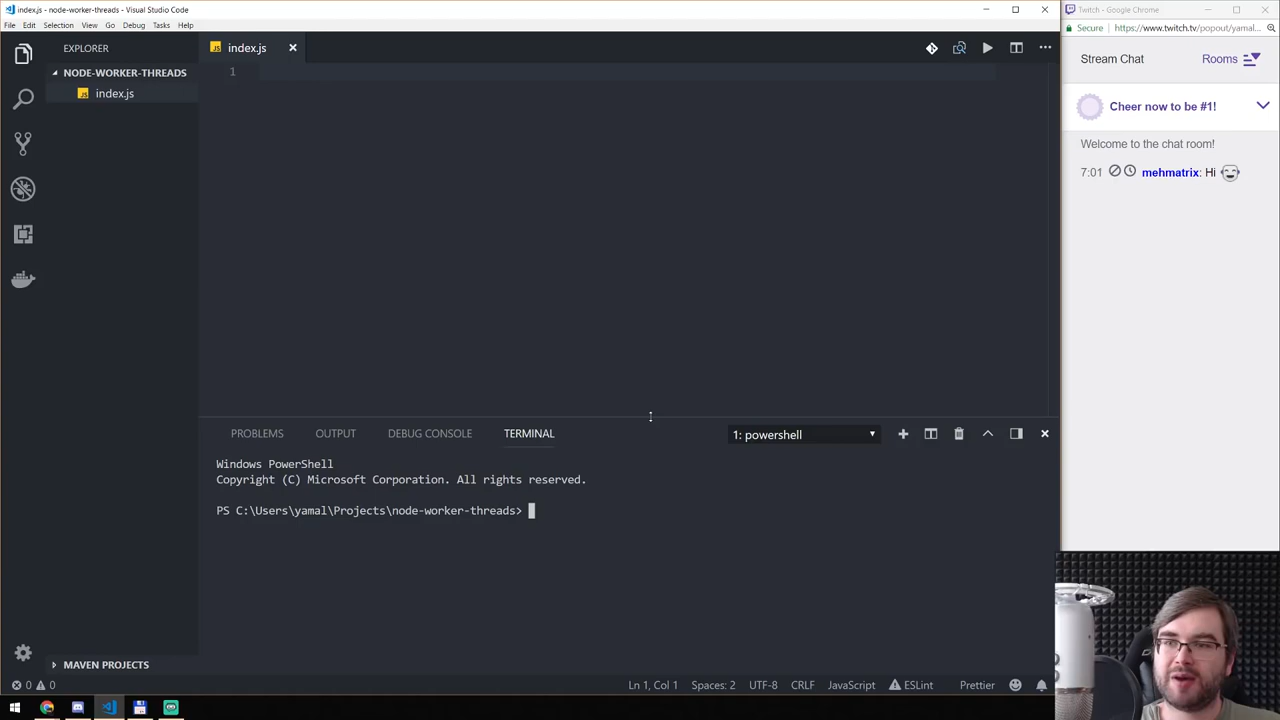 index.js - node-worker-threads - Visual Studio Code
File Edit Selection View Go Debug Tasks Help
EXPLORER
NODE-WORKER-THREADS
JS index.js
MAVEN PROJECTS
JS index.js
1
PROBLEMS OUTPUT DEBUG CONSOLE TERMINAL
1: powershell
Windows PowerShell
Copyright (C) Microsoft Corporation. All rights reserved.
PS C:\Users\yamal\Projects\node-worker-threads>
0 0
Ln 1, Col 1 Spaces: 2 UTF-8 CRLF JavaScript ESLint Prettier
Twitch - Google Chrome
Secure https://www.twitch.tv/popout/yamal...
Stream Chat Rooms
Cheer now to be #1!
Welcome to the chat room!
7:01 mehmatrix: Hi